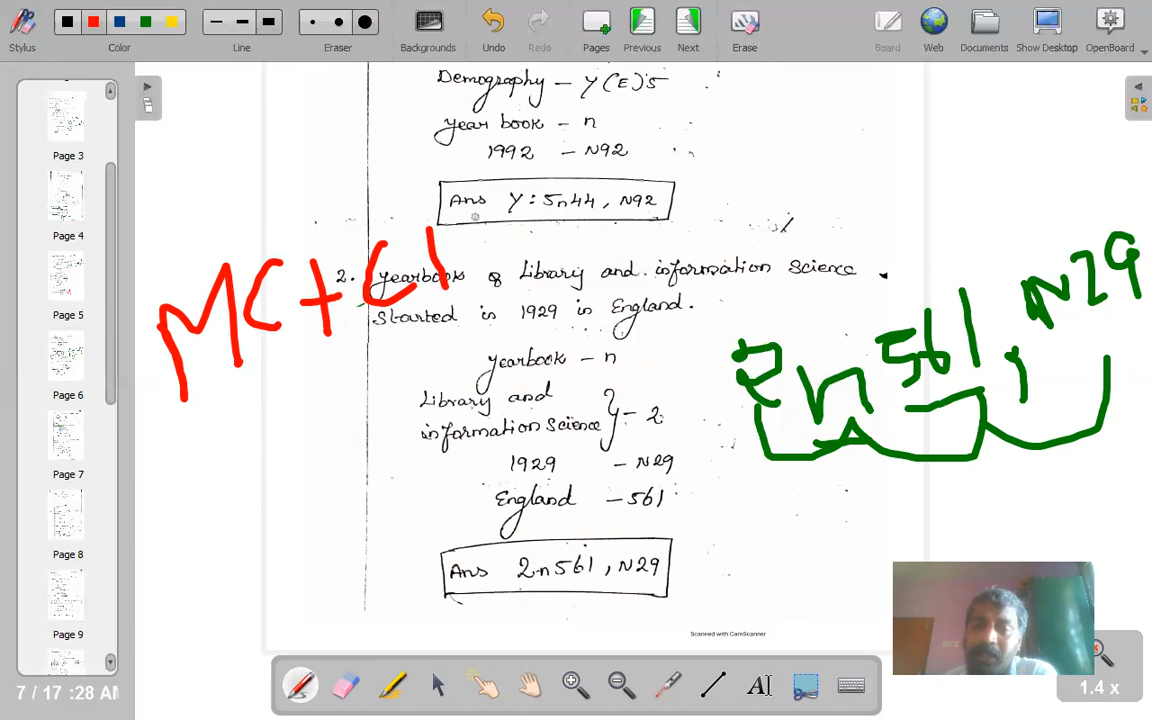 Stylus
Color
Line
Eraser
Backgrounds
Undo
Redo
Pages
Previous
Next
Erase
Board
Web
Documents
Show Desktop
OpenBoard
Page 3
Page 4
Page 5
Page 6
Page 7
Page 8
Page 9
Demography - Y(E)5
Year book - n
1992 - N92
Ans Y:5n44, N92
2. Yearbook of Library and information Science
Started is 1929 in England.
yearbook - n
Library and
information Science } - 2
1929 - N29
England - 561
Ans 2n561, N29
Scanned with CamScanner
MC+Cl
2n561, N29
7 / 17 :28 AM
1.4 x